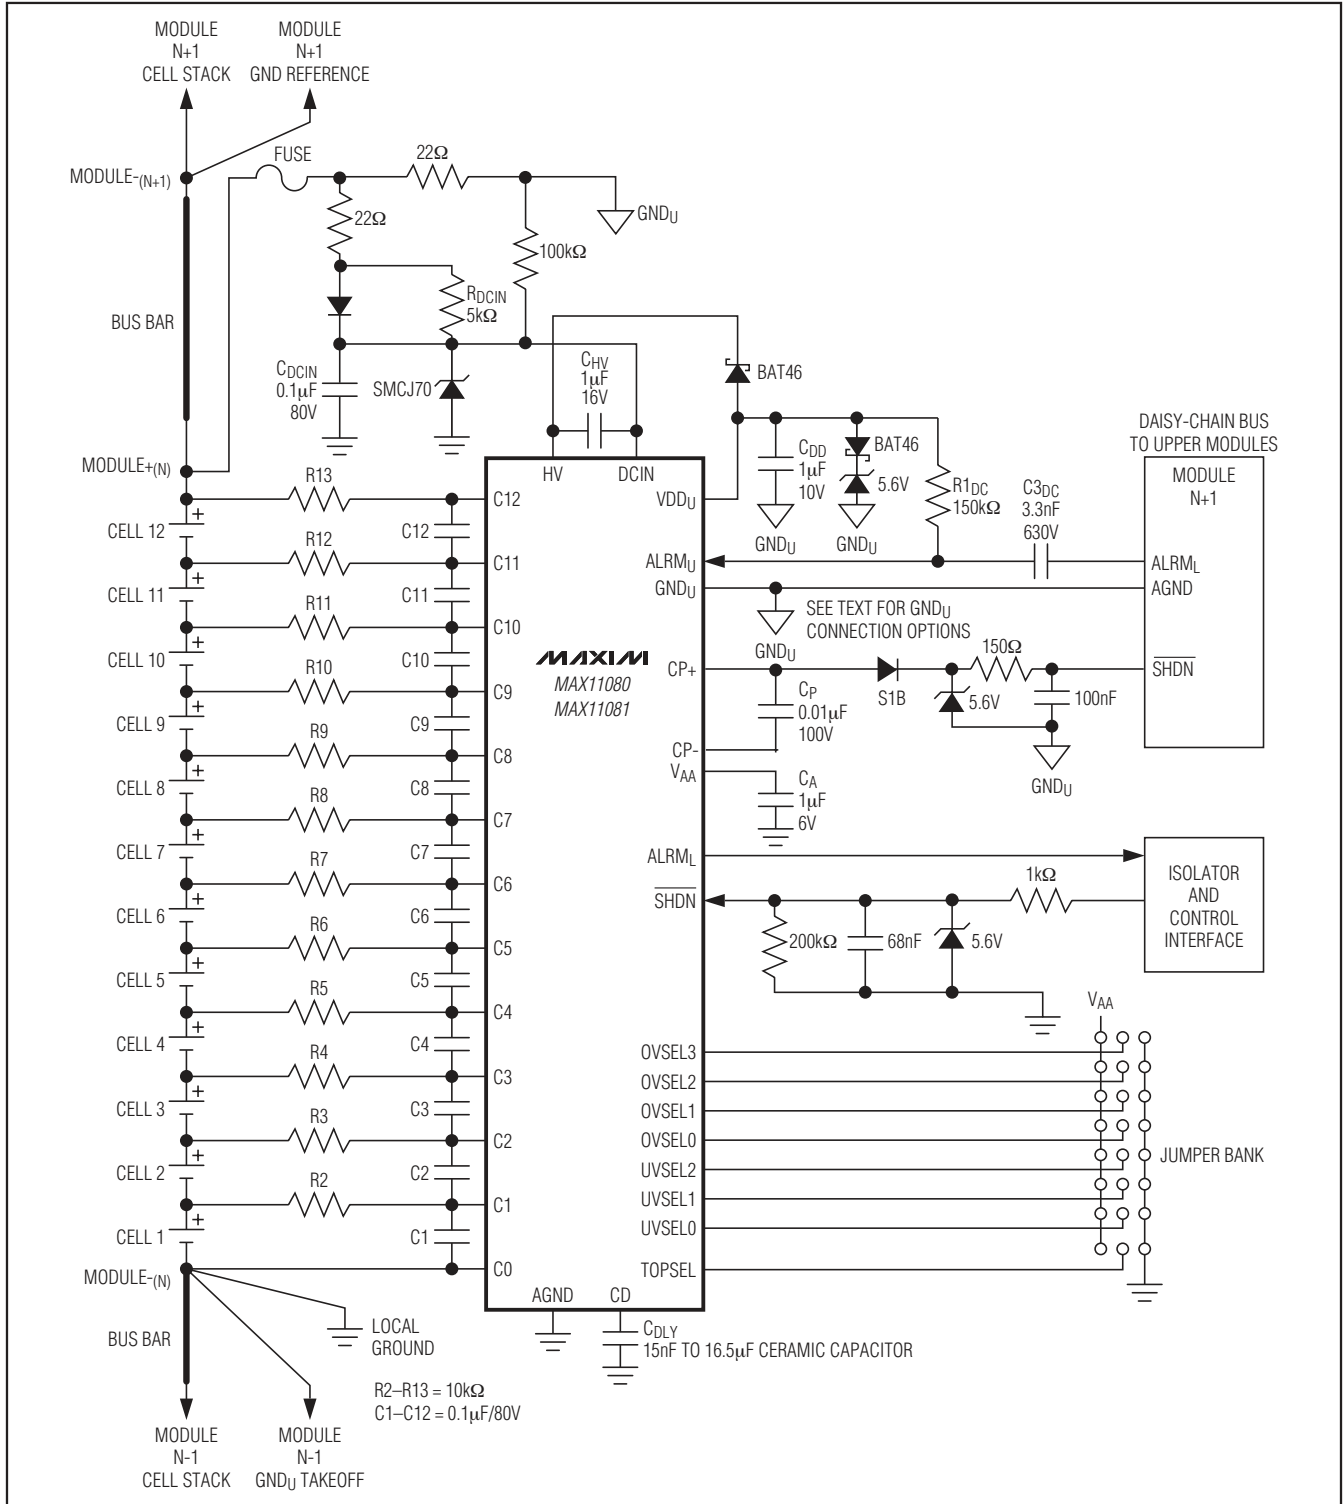 MODULE
N+1
CELL STACK
MODULE
N+1
GND REFERENCE
MODULE-(N+1)
FUSE
22Ω
22Ω
GNDU
100kΩ
RDCIN
5kΩ
BUS BAR
CDCIN
0.1µF
80V
SMCJ70
CHV
1µF
16V
BAT46
MODULE+(N)
HV
DCIN
CDD
1µF
10V
BAT46
5.6V
GNDU
GNDU
R1DC
150kΩ
C3DC
3.3nF
630V
DAISY-CHAIN BUS
TO UPPER MODULES
MODULE
N+1
ALRML
AGND
SHDN
R13
C12
VDDU
CELL 12
+
C12
R12
C11
ALRMU
CELL 11
+
C11
GNDU
R11
C10
GNDU
SEE TEXT FOR GNDU
CONNECTION OPTIONS
CELL 10
+
C10
MAXIM
MAX11080
MAX11081
CP+
S1B
150Ω
5.6V
100nF
GNDU
R10
C9
CP
0.01µF
100V
CELL 9
+
C9
R9
C8
CP-
VAA
CA
1µF
6V
CELL 8
+
C8
R8
C7
CELL 7
+
C7
ALRML
R7
C6
SHDN
1kΩ
ISOLATOR
AND
CONTROL
INTERFACE
CELL 6
+
C6
200kΩ
68nF
5.6V
R6
C5
CELL 5
+
C5
R5
C4
VAA
CELL 4
+
C4
OVSEL3
R4
C3
OVSEL2
CELL 3
+
C3
OVSEL1
R3
C2
OVSEL0
JUMPER BANK
CELL 2
+
C2
UVSEL2
R2
C1
UVSEL1
CELL 1
+
C1
UVSEL0
C0
TOPSEL
MODULE-(N)
AGND
CD
BUS BAR
LOCAL
GROUND
CDLY
15nF TO 16.5µF CERAMIC CAPACITOR
R2–R13 = 10kΩ
C1–C12 = 0.1µF/80V
MODULE
N-1
CELL STACK
MODULE
N-1
GNDU TAKEOFF